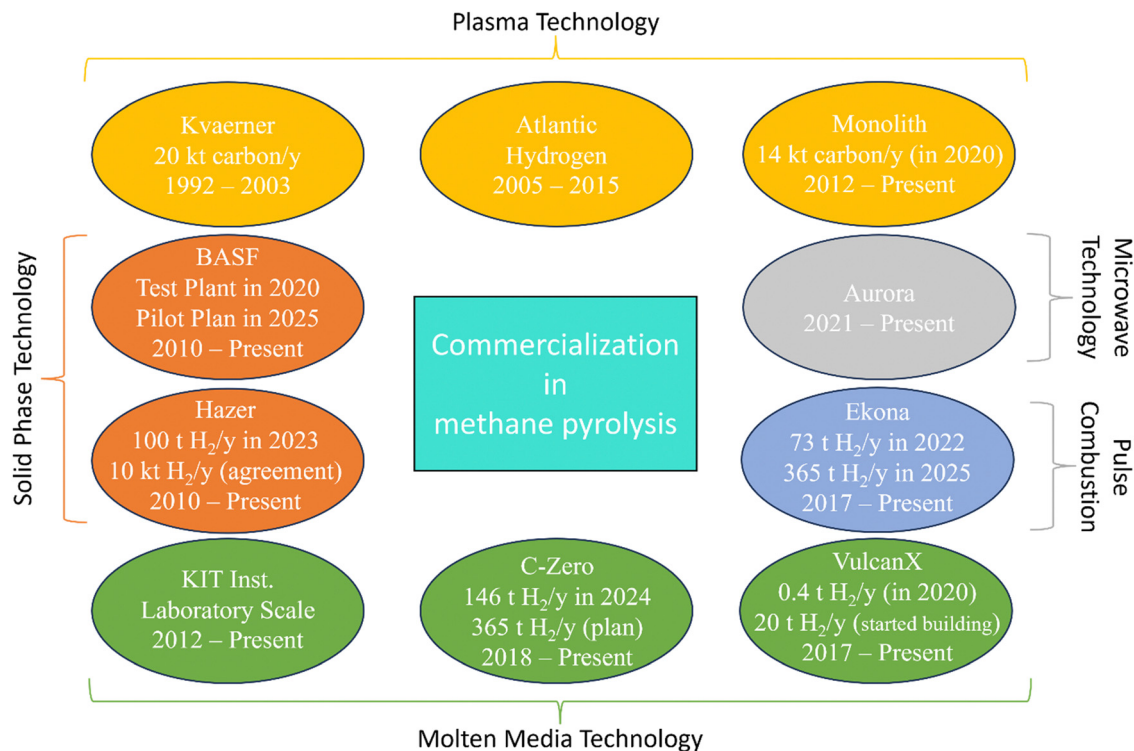 Plasma Technology
Kvaerner
20 kt carbon/y
1992 – 2003
Atlantic
Hydrogen
2005 – 2015
Monolith
14 kt carbon/y (in 2020)
2012 – Present
Solid Phase Technology
BASF
Test Plant in 2020
Pilot Plan in 2025
2010 – Present
Commercialization
in
methane pyrolysis
Aurora
2021 – Present
Microwave
Technology
Hazer
100 t H₂/y in 2023
10 kt H₂/y (agreement)
2010 – Present
Ekona
73 t H₂/y in 2022
365 t H₂/y in 2025
2017 – Present
Pulse
Combustion
KIT Inst.
Laboratory Scale
2012 – Present
C-Zero
146 t H₂/y in 2024
365 t H₂/y (plan)
2018 – Present
VulcanX
0.4 t H₂/y (in 2020)
20 t H₂/y (started building)
2017 – Present
Molten Media Technology